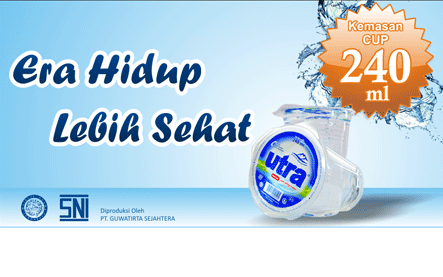 Era Hidup
Lebih Sehat
Kemasan
CUP
240
ml
utra
SNI
Diproduksi Oleh
PT. GUWATIRTA SEJAHTERA